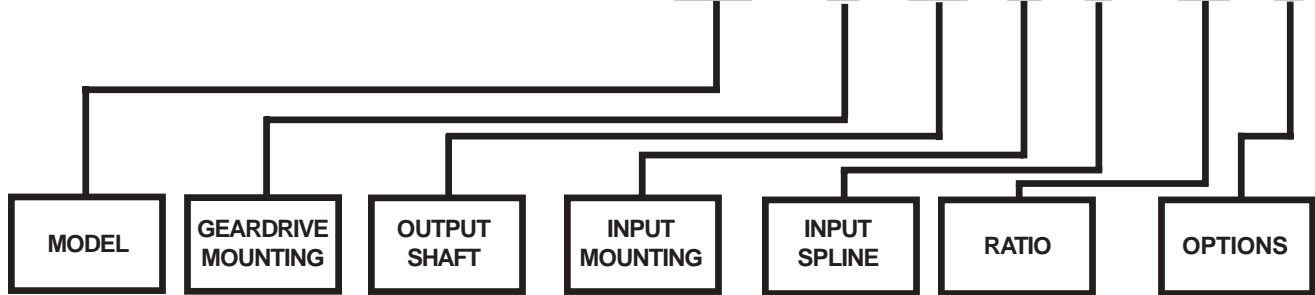 MODEL
GEARDRIVE
MOUNTING
OUTPUT
SHAFT
INPUT
MOUNTING
INPUT
SPLINE
RATIO
OPTIONS